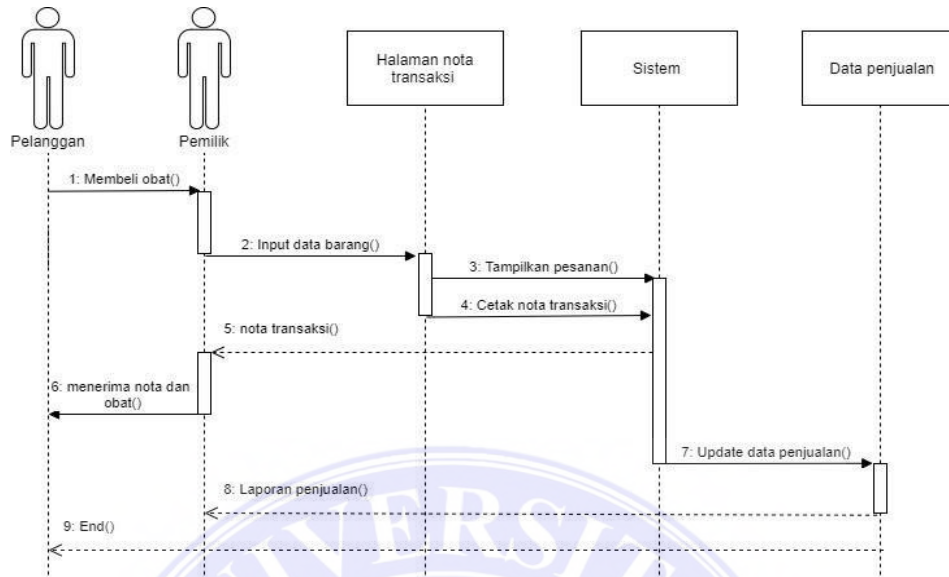 Pelanggan
Pemilik
Halaman nota
transaksi
Sistem
Data penjualan
1: Membeli obat()
2: Input data barang()
3: Tampilkan pesanan()
4: Cetak nota transaksi()
5: nota transaksi()
6: menerima nota dan
obat()
7: Update data penjualan()
8: Laporan penjualan()
9: End()
IVERSIT